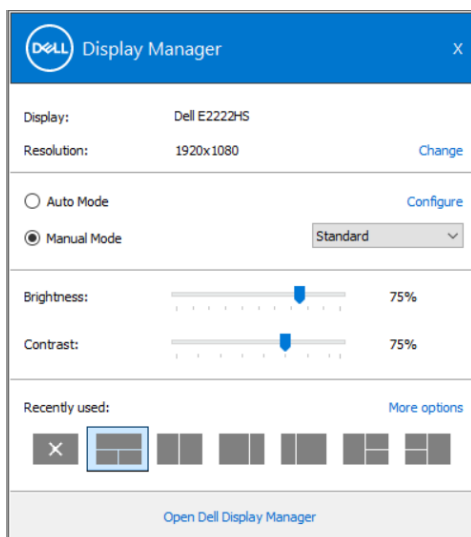 DELL Display Manager X
Display: Dell E2222HS
Resolution: 1920x1080 Change
Auto Mode Configure
Manual Mode Standard
Brightness: 75%
Contrast: 75%
Recently used: More options
Open Dell Display Manager